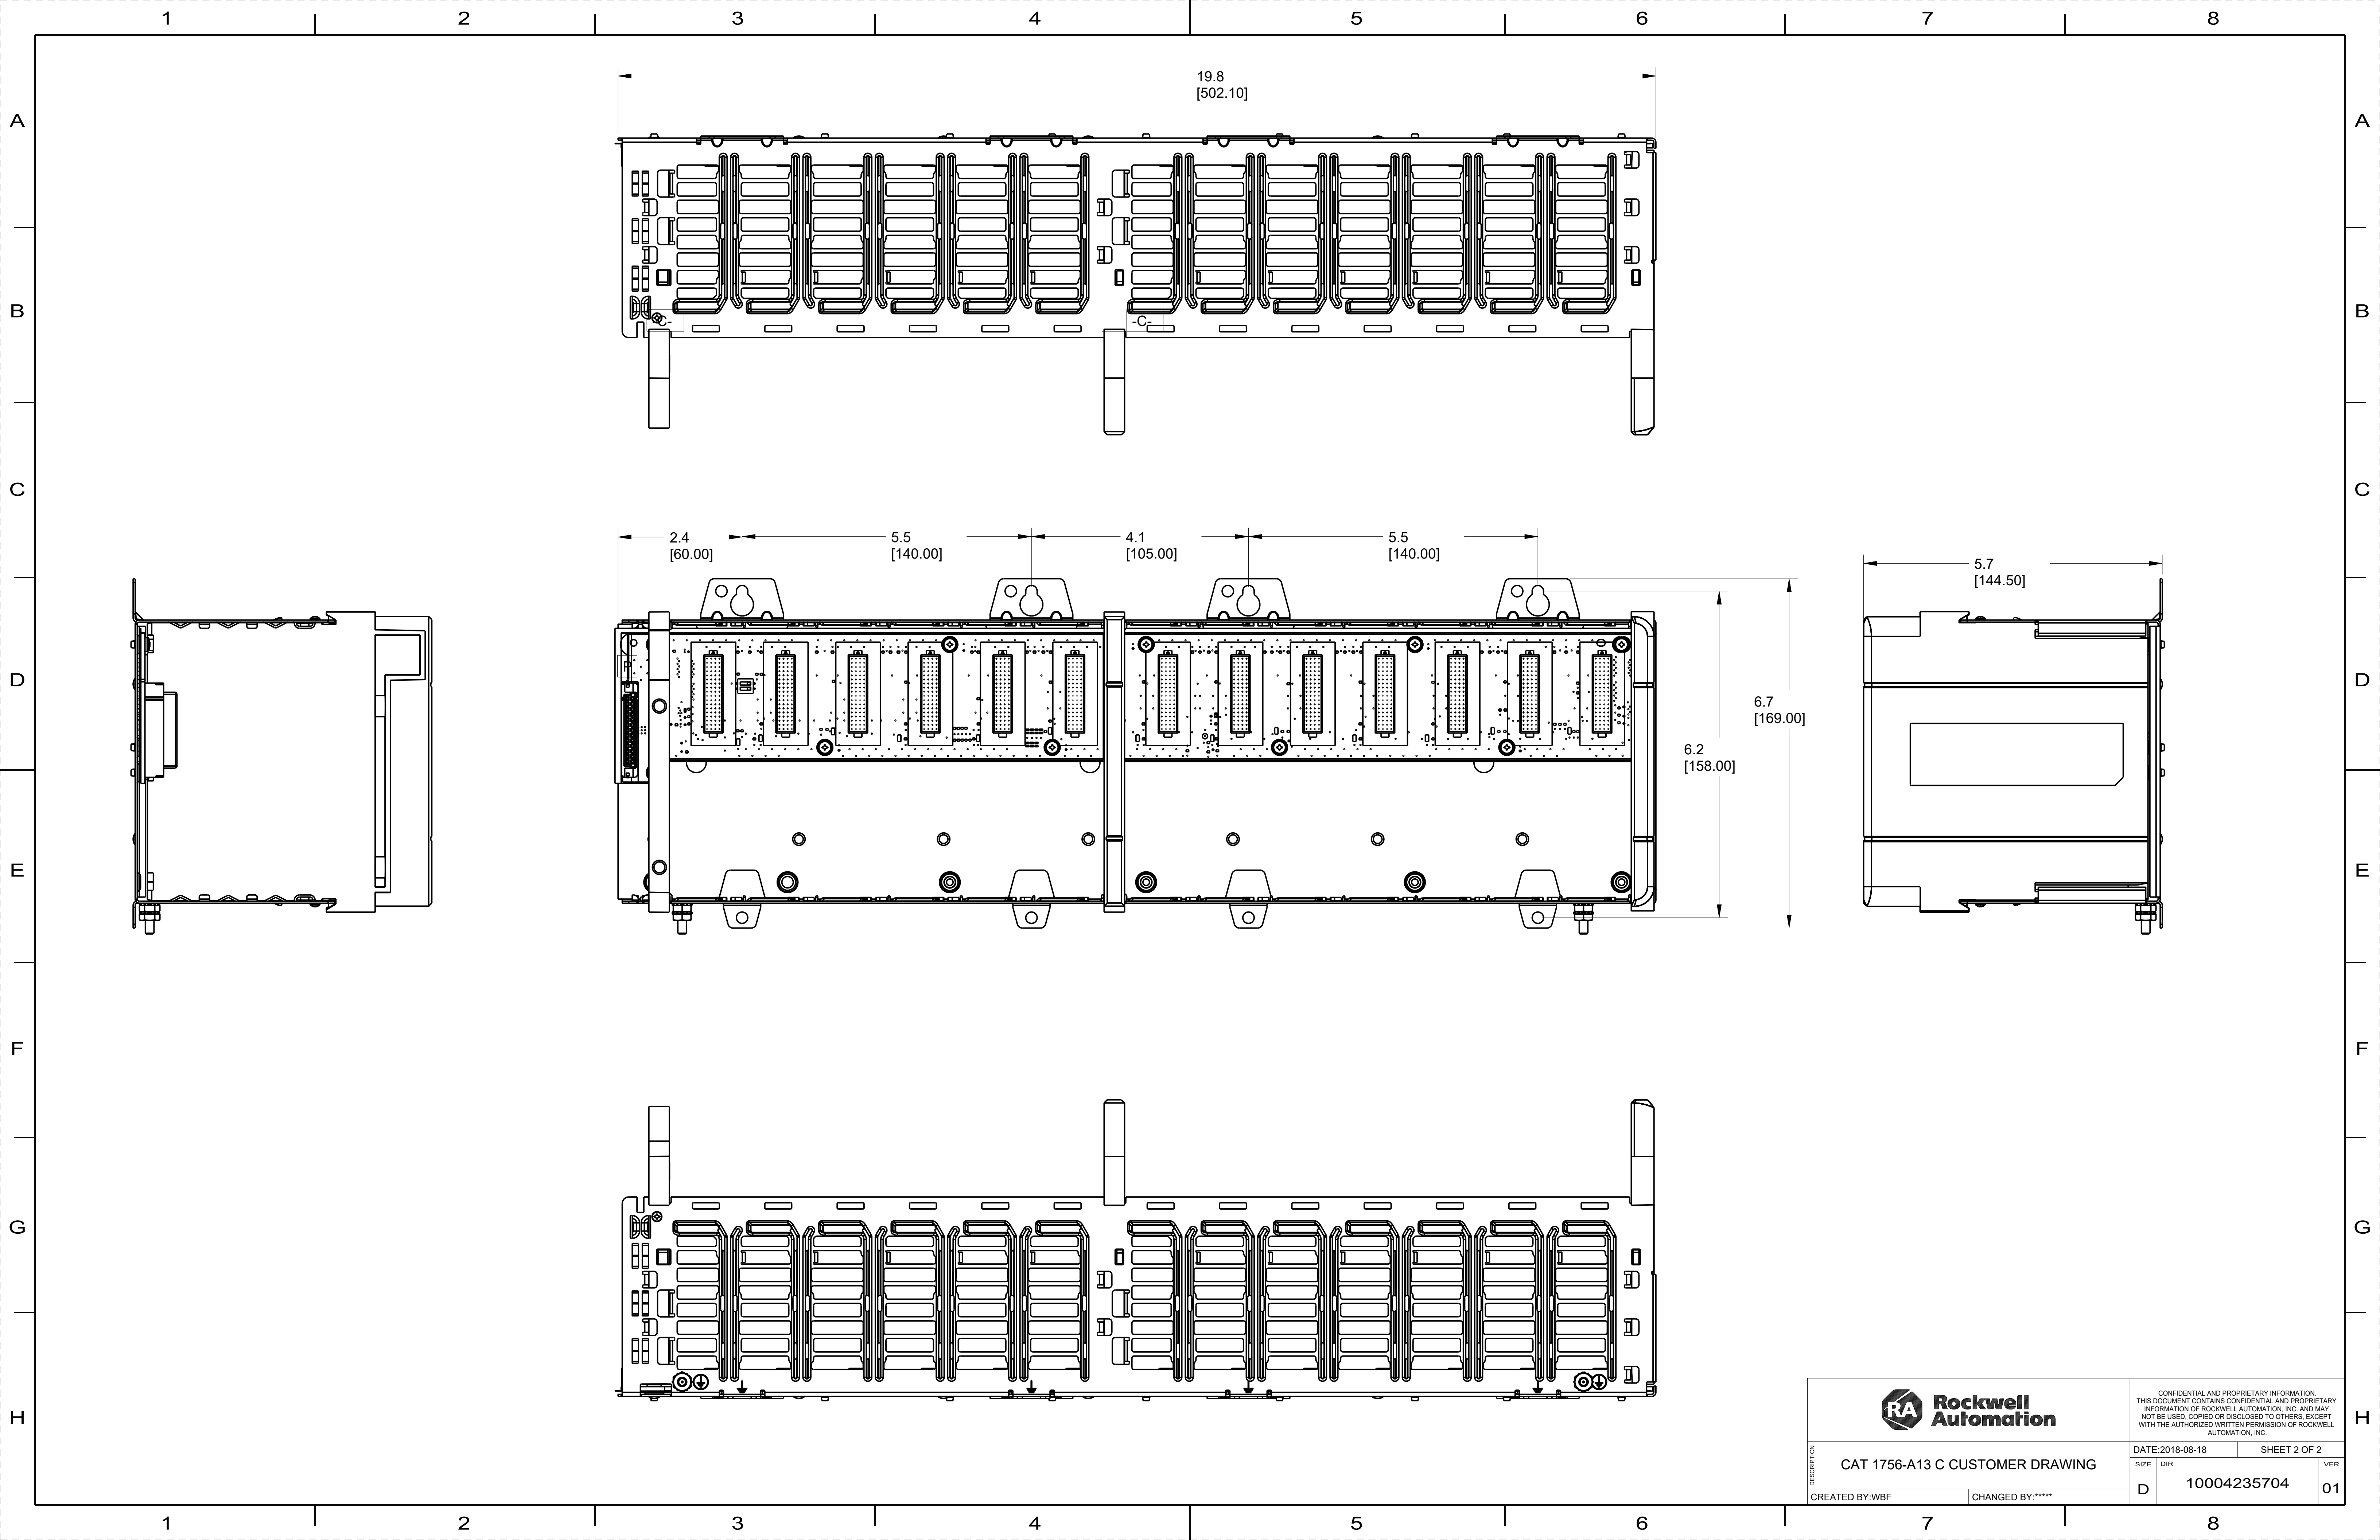 1 2 3 4 5 6 7 8
A A
B B
C C
D D
E E
F F
G G
H H
19.8
[502.10]
-C-
-C-
2.4
[60.00]
5.5
[140.00]
4.1
[105.00]
5.5
[140.00]
5.7
[144.50]
6.7
[169.00]
6.2
[158.00]
RA Rockwell
Automation
CONFIDENTIAL AND PROPRIETARY INFORMATION.
THIS DOCUMENT CONTAINS CONFIDENTIAL AND PROPRIETARY
INFORMATION OF ROCKWELL AUTOMATION, INC. AND MAY
NOT BE USED, COPIED OR DISCLOSED TO OTHERS, EXCEPT
WITH THE AUTHORIZED WRITTEN PERMISSION OF ROCKWELL
AUTOMATION, INC.
DESCRIPTION
CAT 1756-A13 C CUSTOMER DRAWING
DATE:2018-08-18
SHEET 2 OF 2
SIZE
D
DIR
10004235704
VER
01
CREATED BY:WBF
CHANGED BY:*****
1 2 3 4 5 6 7 8